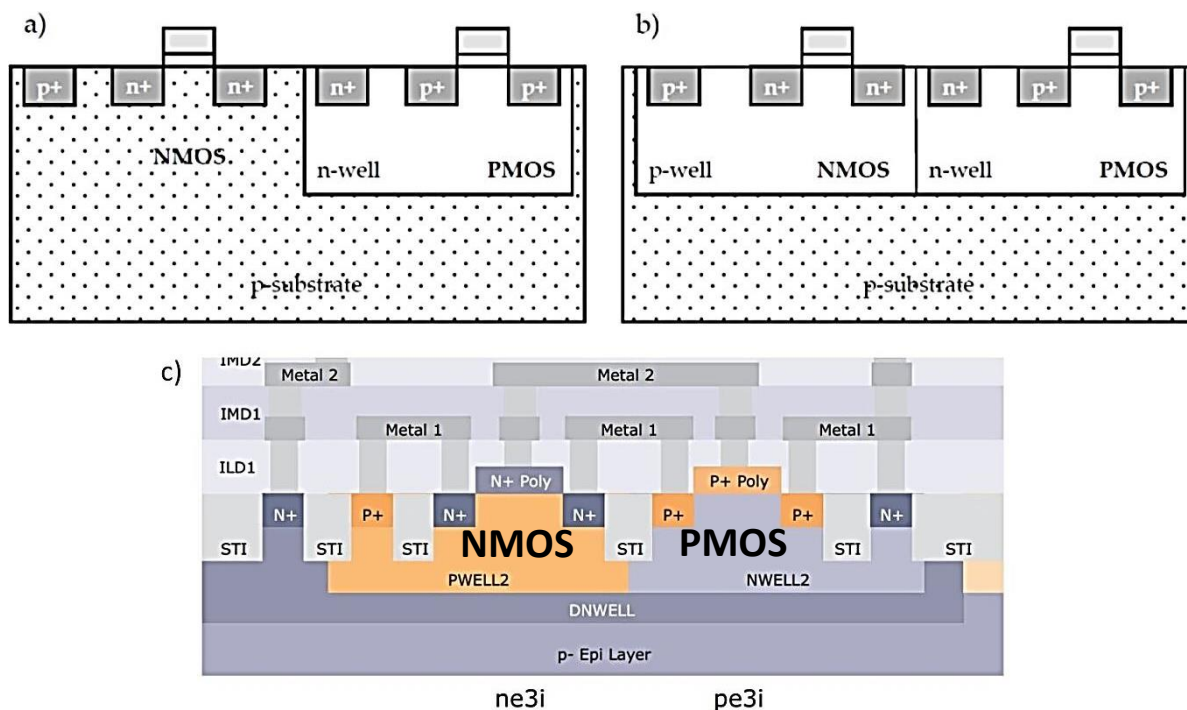 a)
p+ n+ n+ n+ p+ p+
NMOS
n-well PMOS
p-substrate
b)
p+ n+ n+ n+ p+ p+
p-well NMOS n-well PMOS
p-substrate
c)
IMD2 Metal 2 Metal 2
IMD1 Metal 1 Metal 1 Metal 1
ILD1 N+ Poly P+ Poly
N+ P+ N+ N+ P+ P+ N+
STI STI STI NMOS STI PMOS STI STI
PWELL2 NWELL2
DNWELL
p- Epi Layer
ne3i pe3i